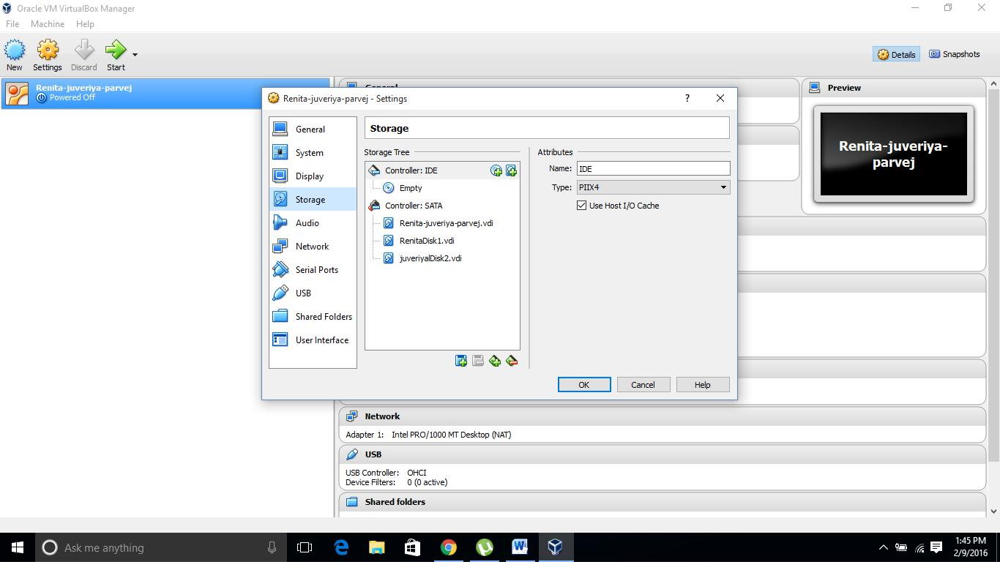 Oracle VM VirtualBox Manager
File Machine Help
New Settings Discard Start
Details Snapshots
Renita-juveriya-parvej
Powered Off
General
Preview
Renita-juveriya-
parvej
Renita-juveriya-parvej - Settings
?
General
System
Display
Storage
Audio
Network
Serial Ports
USB
Shared Folders
User Interface
Storage
Storage Tree
Controller: IDE
Empty
Controller: SATA
Renita-juveriya-parvej.vdi
RenitaDisk1.vdi
juveriyalDisk2.vdi
Attributes
Name: IDE
Type: PIIX4
Use Host I/O Cache
OK Cancel Help
Network
Adapter 1: Intel PRO/1000 MT Desktop (NAT)
USB
USB Controller: OHCI
Device Filters: 0 (0 active)
Shared folders
Ask me anything
1:45 PM
2/9/2016